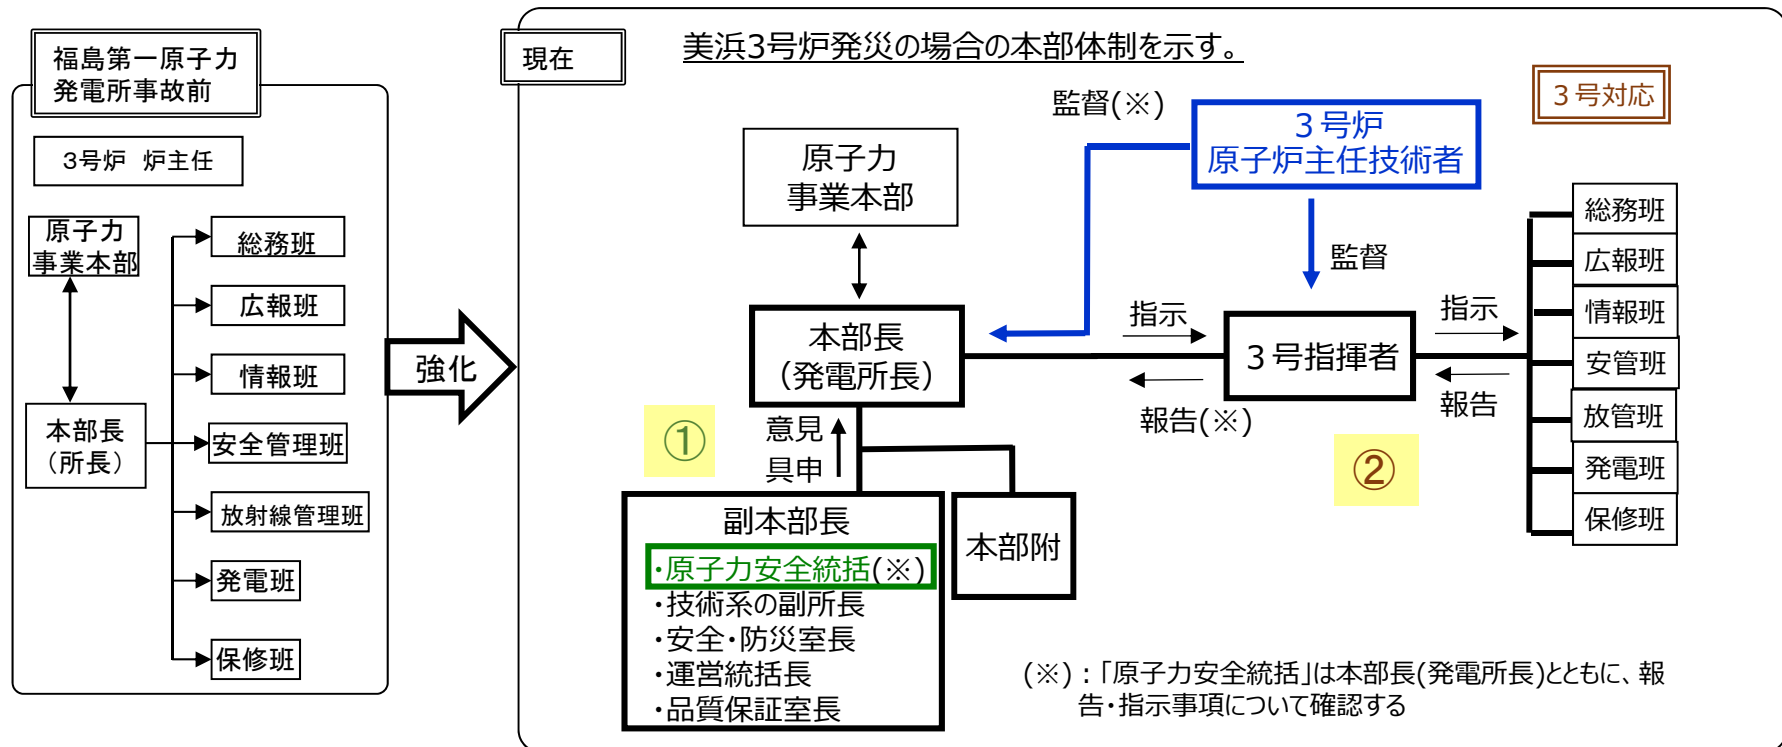 福島第一原子力
発電所事故前
3号炉 炉主任
原子力
事業本部
本部長
(所長)
総務班
広報班
情報班
安全管理班
放射線管理班
発電班
保修班
強化
現在
美浜3号炉発災の場合の本部体制を示す。
3号対応
監督(※)
3号炉
原子炉主任技術者
原子力
事業本部
監督
本部長
(発電所長)
指示
報告(※)
3号指揮者
指示
報告
総務班
広報班
情報班
安管班
放管班
発電班
保修班
①
意見
具申
②
副本部長
・原子力安全統括(※)
・技術系の副所長
・安全・防災室長
・運営統括長
・品質保証室長
本部附
(※):「原子力安全統括」は本部長(発電所長)とともに、報
告・指示事項について確認する